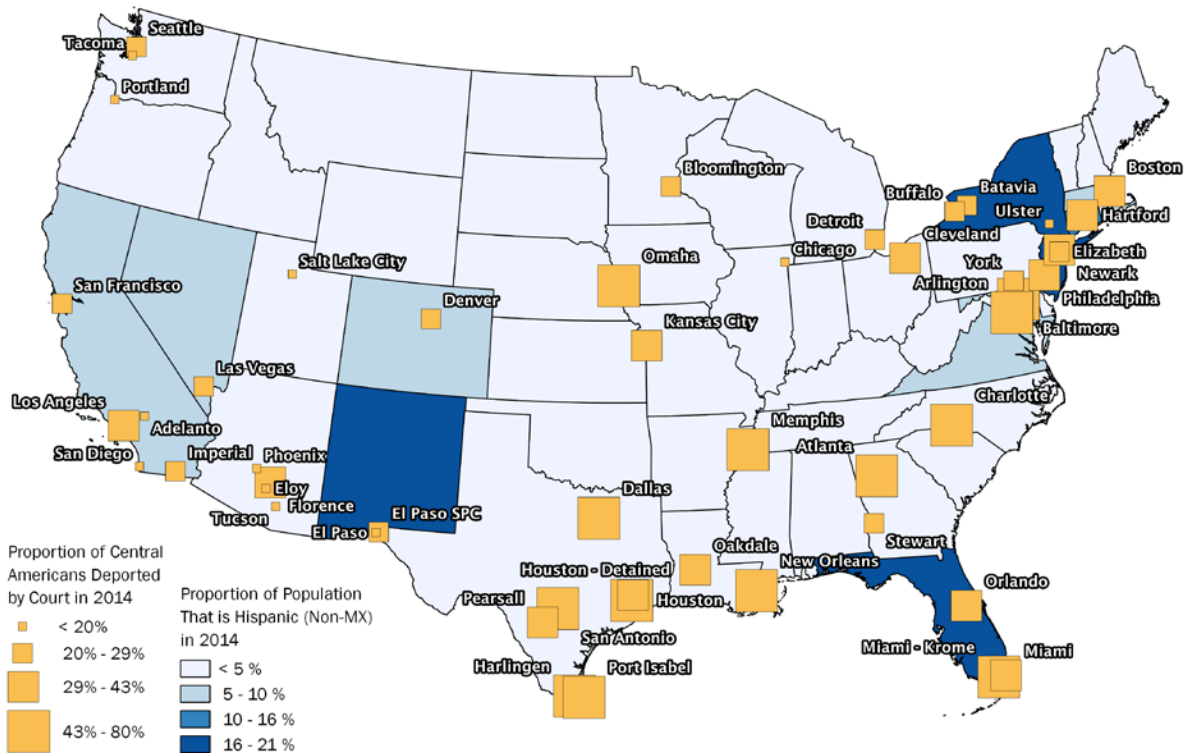 Seattle
Tacoma
Portland
Bloomington
Boston
Buffalo
Batavia
Ulster
Hartford
Detroit
Cleveland
Elizabeth
Chicago
Omaha
York
Newark
Arlington
Philadelphia
Baltimore
Salt Lake City
San Francisco
Denver
Kansas City
Las Vegas
Los Angeles
Adelanto
Charlotte
Memphis
Atlanta
San Diego
Imperial
Phoenix
Eloy
Florence
Tucson
Dallas
El Paso SPC
El Paso
Stewart
Oakdale
New Orleans
Houston - Detained
Houston
Orlando
Pearsall
San Antonio
Miami - Krome
Miami
Harlingen
Port Isabel
Proportion of Central
Americans Deported
by Court in 2014
< 20%
20% - 29%
29% - 43%
43% - 80%
Proportion of Population
That is Hispanic (Non-MX)
in 2014
< 5 %
5 - 10 %
10 - 16 %
16 - 21 %